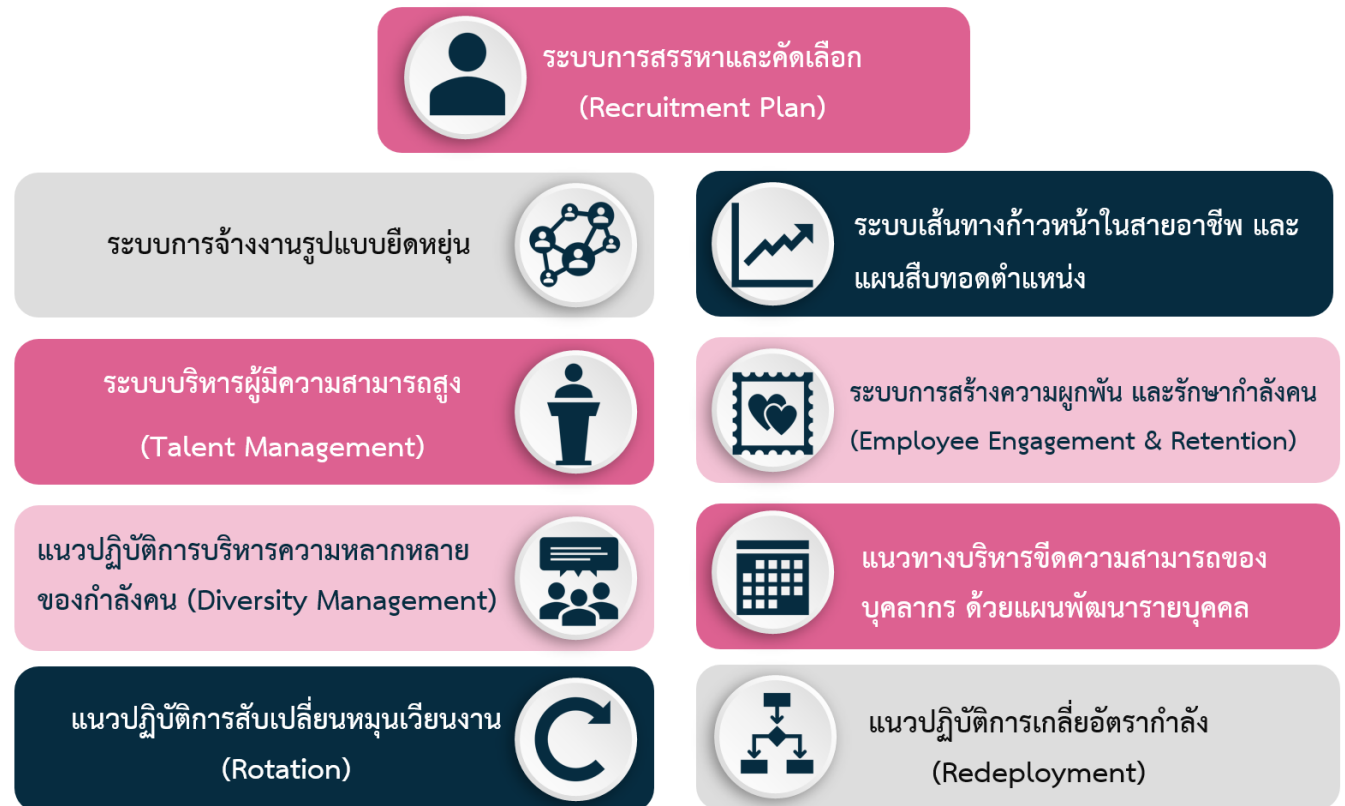 ระบบการสรรหาและคัดเลือก
(Recruitment Plan)
ระบบการจ้างงานรูปแบบยืดหยุ่น
ระบบเส้นทางก้าวหน้าในสายอาชีพ และ
แผนสืบทอดตำแหน่ง
ระบบบริหารผู้มีความสามารถสูง
(Talent Management)
ระบบการสร้างความผูกพัน และรักษากำลังคน
(Employee Engagement & Retention)
แนวปฏิบัติการบริหารความหลากหลาย
ของกำลังคน (Diversity Management)
แนวทางบริหารขีดความสามารถของ
บุคลากร ด้วยแผนพัฒนารายบุคคล
แนวปฏิบัติการสับเปลี่ยนหมุนเวียนงาน
(Rotation)
แนวปฏิบัติการเกลี่ยอัตรากำลัง
(Redeployment)